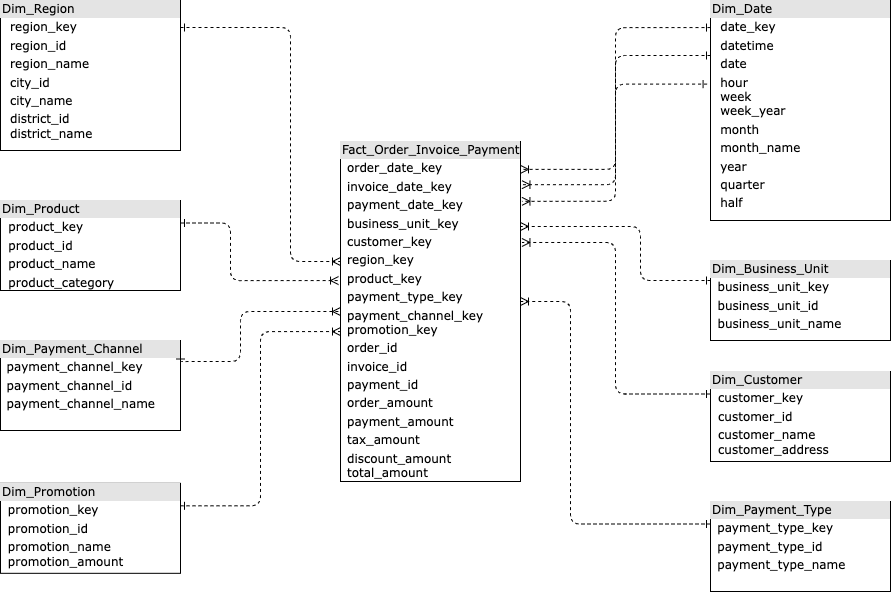 Dim_Region
region_key
region_id
region_name
city_id
city_name
district_id
district_name
Dim_Product
product_key
product_id
product_name
product_category
Dim_Payment_Channel
payment_channel_key
payment_channel_id
payment_channel_name
Dim_Promotion
promotion_key
promotion_id
promotion_name
promotion_amount
Fact_Order_Invoice_Payment
order_date_key
invoice_date_key
payment_date_key
business_unit_key
customer_key
region_key
product_key
payment_type_key
payment_channel_key
promotion_key
order_id
invoice_id
payment_id
order_amount
payment_amount
tax_amount
discount_amount
total_amount
Dim_Date
date_key
datetime
date
hour
week
week_year
month
month_name
year
quarter
half
Dim_Business_Unit
business_unit_key
business_unit_id
business_unit_name
Dim_Customer
customer_key
customer_id
customer_name
customer_address
Dim_Payment_Type
payment_type_key
payment_type_id
payment_type_name